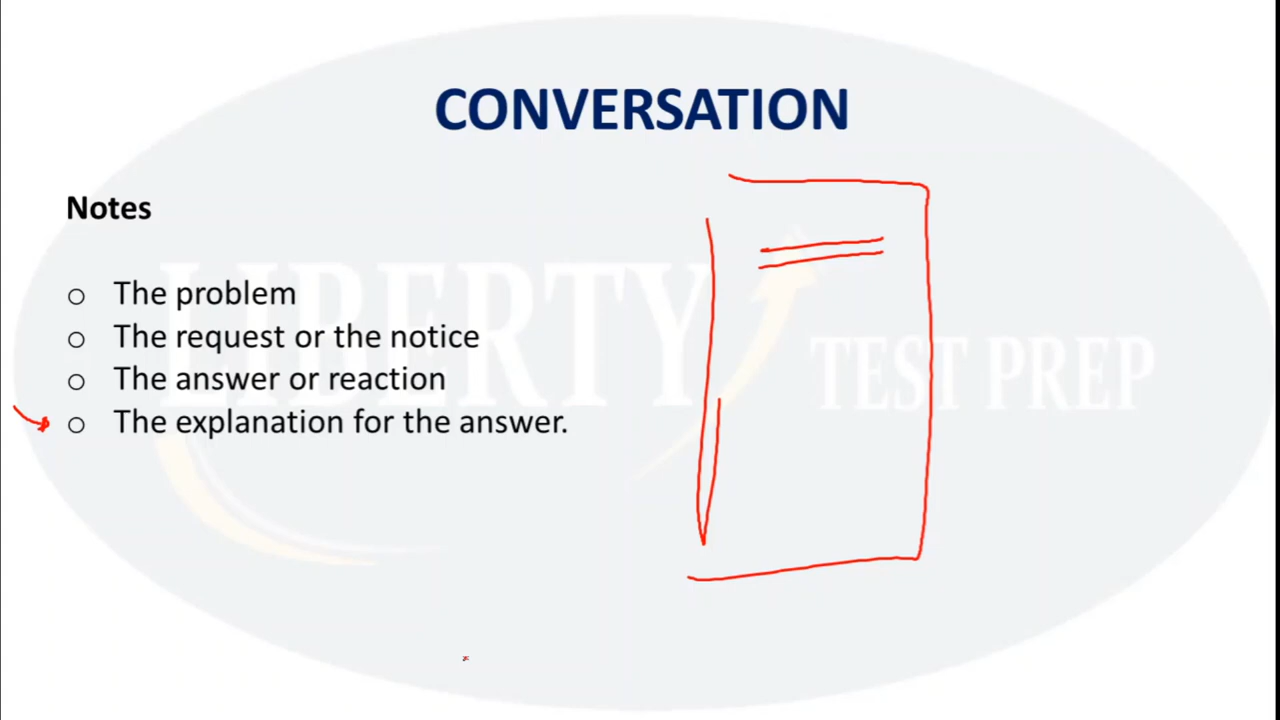 CONVERSATION
Notes
o The problem
o The request or the notice
o The answer or reaction
o The explanation for the answer.
LIBERTY
TEST PREP